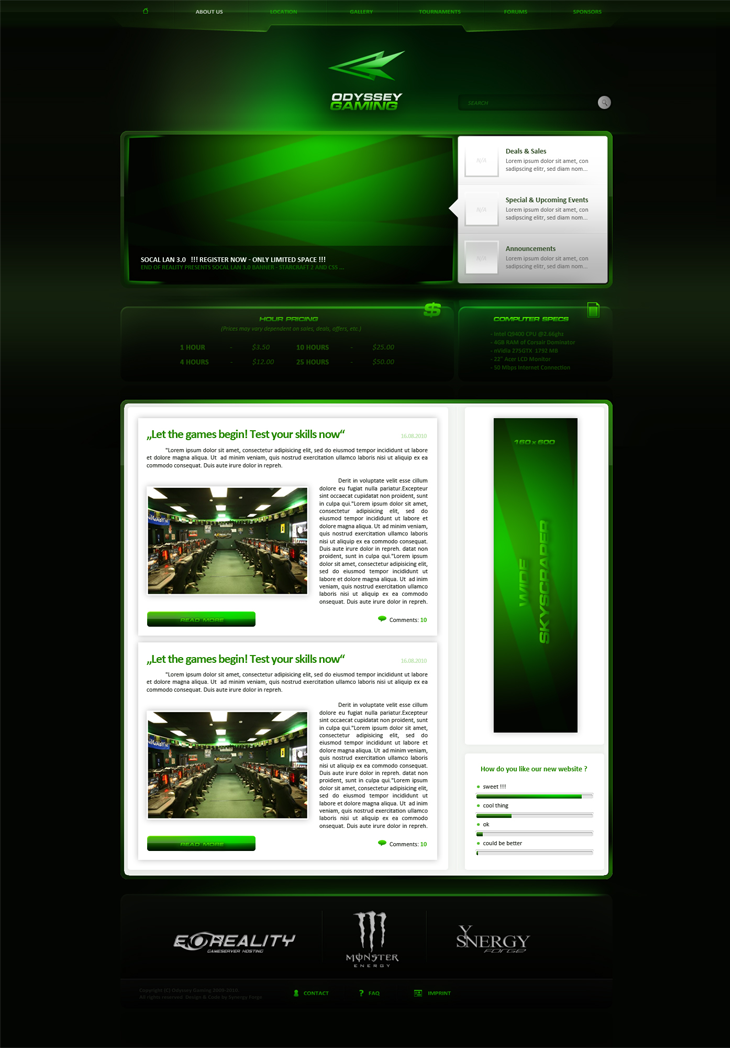 ABOUT US
LOCATION
GALLERY
TOURNAMENTS
FORUMS
SPONSORS
ODYSSEY
GAMING
SEARCH
Deals & Sales
Lorem ipsum dolor sit amet, con
sadipscing elitr, sed diam nom...
Special & Upcoming Events
Lorem ipsum dolor sit amet, con
sadipscing elitr, sed diam nom...
Announcements
Lorem ipsum dolor sit amet, con
sadipscing elitr, sed diam nom...
SOCAL LAN 3.0 !!! REGISTER NOW - ONLY LIMITED SPACE !!!
END OF REALITY PRESENTS SOCAL LAN 3.0 BANNER - STARCRAFT 2 AND CSS ...
HOUR PRICING
$
(Prices may vary dependent on sales, deals, offers, etc.)
1 HOUR - $3.50 10 HOURS - $25.00
4 HOURS - $12.00 25 HOURS - $50.00
COMPUTER SPECS
- 4GB RAM of Corsair Dominator
- nVidia 275GTX 1792 MB
- 22" Auer LCD Monitor
- 50 Mbps Internet Connection
„Let the games begin! Test your skills now“
10.08.2010
"Lorem ipsum dolor sit amet, consectetur adipisicing elit, sed do eiusmod tempor incididunt ut labore
et dolore magna aliqua. Ut ad minim veniam, quis nostrud exercitation ullamco laboris nisi ut aliquip ex ea
commodo consequat. Duis aute irure dolor in repreh.
Derit in voluptate velit esse cillum
dolore eu fugiat nulla pariatur.Excepteur
sint occaecat cupidatat non proident, sunt
in culpa qui."Lorem ipsum dolor sit amet,
consectetur adipisicing elit, sed do
eiusmod tempor incididunt ut labore et
dolore magna aliqua. Ut ad minim veniam,
quis nostrud exercitation ullamco laboris
nisi ut aliquip ex ea commodo consequat.
Duis aute irure dolor in repreh. datat non
proident, sunt in culpa qui."Lorem ipsum
dolor sit amet, consectetur adipisicing elit,
sed do eiusmod tempor incididunt ut
labore et dolore magna aliqua. Ut ad inim
veniam, quis nostrud exercitation ullamco
laboris nisi ut aliquip ex ea commodo
onsequat. Duis aute irure dolor in repreh.
READ MORE
Comments: 10
„Let the games begin! Test your skills now“
10.08.2010
"Lorem ipsum dolor sit amet, consectetur adipisicing elit, sed do eiusmod tempor incididunt ut labore
et dolore magna aliqua. Ut ad minim veniam, quis nostrud exercitation ullamco laboris nisi ut aliquip ex ea
commodo consequat. Duis aute irure dolor in repreh.
Derit in voluptate velit esse cillum
dolore eu fugiat nulla pariatur.Excepteur
sint occaecat cupidatat non proident, sunt
in culpa qui."Lorem ipsum dolor sit amet,
consectetur adipisicing elit, sed do
eiusmod tempor incididunt ut labore et
dolore magna aliqua. Ut ad minim veniam,
quis nostrud exercitation ullamco laboris
nisi ut aliquip ex ea commodo consequat.
Duis aute irure dolor in repreh. datat non
proident, sunt in culpa qui."Lorem ipsum
dolor sit amet, consectetur adipisicing elit,
sed do eiusmod tempor incididunt ut
labore et dolore magna aliqua. Ut ad inim
veniam, quis nostrud exercitation ullamco
laboris nisi ut aliquip ex ea commodo
onsequat. Duis aute irure dolor in repreh.
READ MORE
Comments: 10
160 x 600
WIDE
SKYSCRAPER
How do you like our new website ?
sweet !!!
cool thing
ok
could be better
EOREALITY
GAMESERVER HOSTING
MONSTER
ENERGY
SYNERGY
FORGE
CONTACT
? FAQ
IMPRINT